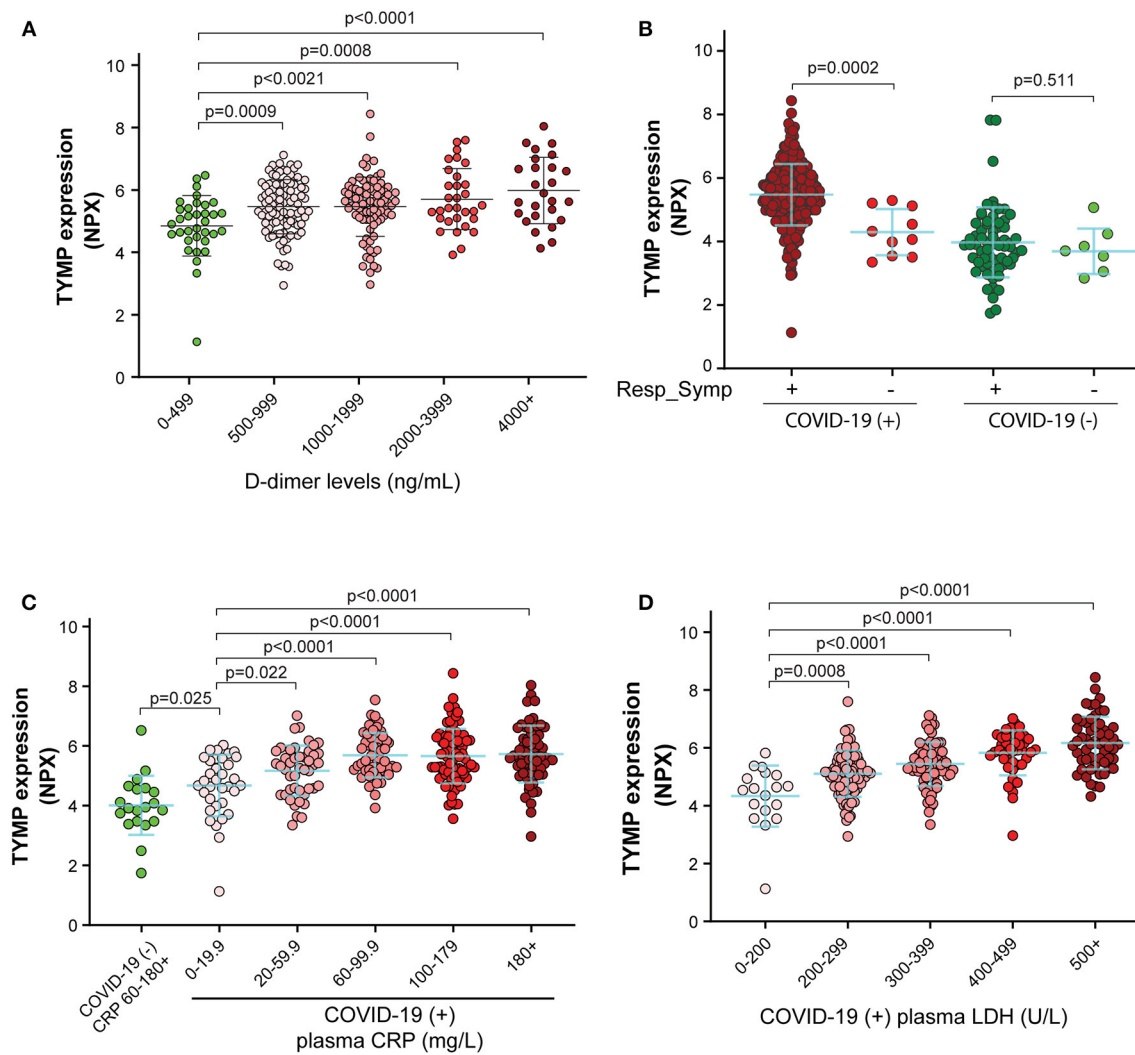 A
p<0.0001
p=0.0008
p<0.0021
p=0.0009
TYMP expression
(NPX)
10
8
6
4
2
0
0-499
500-999
1000-1999
2000-3999
4000+
D-dimer levels (ng/mL)
B
p=0.0002
p=0.511
TYMP expression
(NPX)
10
8
6
4
2
0
Resp_Symp
+
-
+
-
COVID-19 (+)
COVID-19 (-)
C
p<0.0001
p<0.0001
p<0.0001
p=0.022
p=0.025
TYMP expression
(NPX)
10
8
6
4
2
0
COVID-19 (-)
CRP 60-180+
0-19.9
20-59.9
60-99.9
100-179
180+
COVID-19 (+)
plasma CRP (mg/L)
D
p<0.0001
p<0.0001
p<0.0001
p=0.0008
TYMP expression
(NPX)
10
8
6
4
2
0
0-200
200-299
300-399
400-499
500+
COVID-19 (+) plasma LDH (U/L)